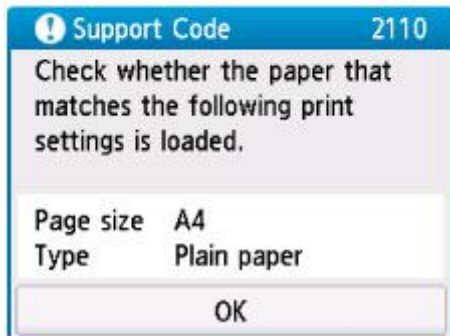 Support Code 2110
Check whether the paper that
matches the following print
settings is loaded.
Page size A4
Type Plain paper
OK